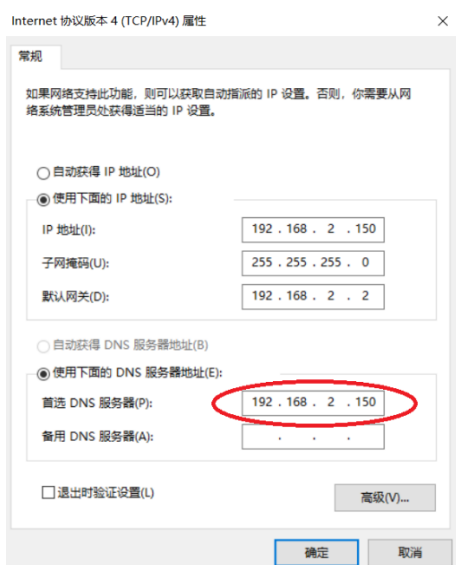 Internet 协议版本 4 (TCP/IPv4) 属性
常规
如果网络支持此功能，则可以获取自动指派的 IP 设置。否则，你需要从网
络系统管理员处获得适当的 IP 设置。
自动获得 IP 地址(O)
使用下面的 IP 地址(S):
IP 地址(I): 192 . 168 . 2 . 150
子网掩码(U): 255 . 255 . 255 . 0
默认网关(D): 192 . 168 . 2 . 2
自动获得 DNS 服务器地址(B)
使用下面的 DNS 服务器地址(E):
首选 DNS 服务器(P): 192 . 168 . 2 . 150
备用 DNS 服务器(A): . . .
退出时验证设置(L)
高级(V)...
确定 取消